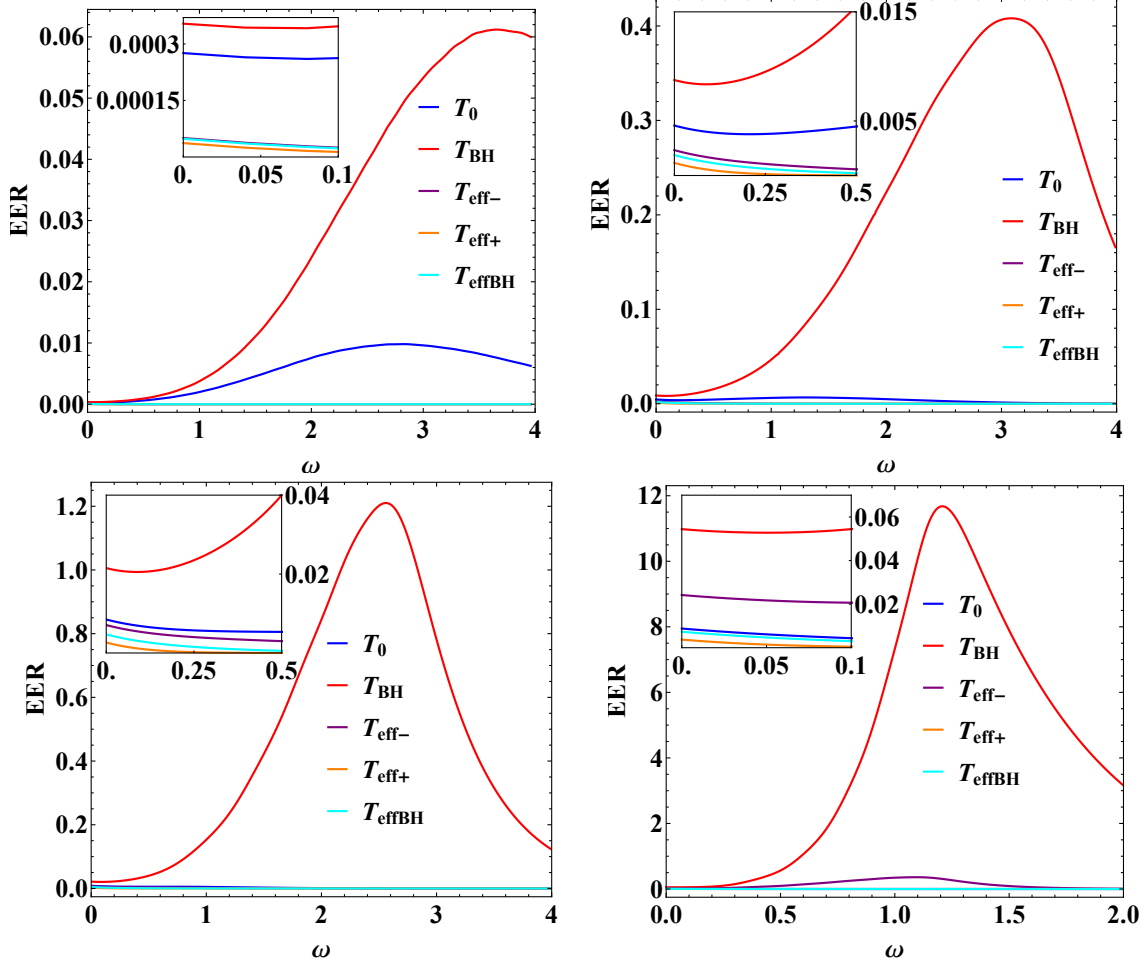 0.06
0.05
0.04
0.03
0.02
0.01
0.00
EER
0.0003
0.00015
0.
0.05
0.1
T0
TBH
Teff−
Teff+
TeffBH
0
1
2
3
4
ω
0.4
0.3
0.2
0.1
0.0
EER
0.015
0.005
0.
0.25
0.5
T0
TBH
Teff−
Teff+
TeffBH
0
1
2
3
4
ω
1.2
1.0
0.8
0.6
0.4
0.2
0.0
EER
0.04
0.02
0.
0.25
0.5
T0
TBH
Teff−
Teff+
TeffBH
0
1
2
3
4
ω
12
10
8
6
4
2
0
EER
0.06
0.04
0.02
0.
0.05
0.1
T0
TBH
Teff−
Teff+
TeffBH
0.0
0.5
1.0
1.5
2.0
ω